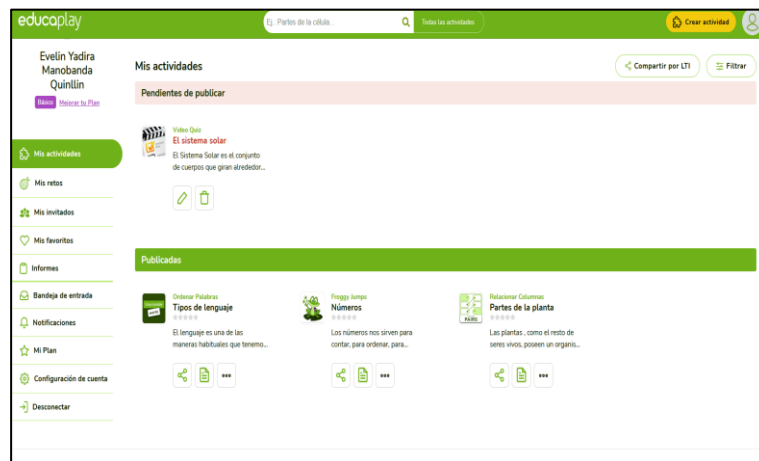 educaplay
Ej. Partes de la célula...
Todas las actividades
Crear actividad
Evelin Yadira
Manobanda
Quinllin
Básico Mejorar tu Plan
Mis actividades
Mis retos
Mis invitados
Mis favoritos
Informes
Bandeja de entrada
Notificaciones
Mi Plan
Configuración de cuenta
Desconectar
Mis actividades
Compartir por LTI
Filtrar
Pendientes de publicar
Video Quiz
El sistema solar
El Sistema Solar es el conjunto
de cuerpos que giran alrededor...
Publicadas
Ordenar Palabras
Tipos de lenguaje
El lenguaje es una de las
maneras habituales que tenemo...
Froggy Jumps
Números
Los números nos sirven para
contar, para ordenar, para...
Relacionar Columnas
Partes de la planta
Las plantas , como el resto de
seres vivos, poseen un organis...